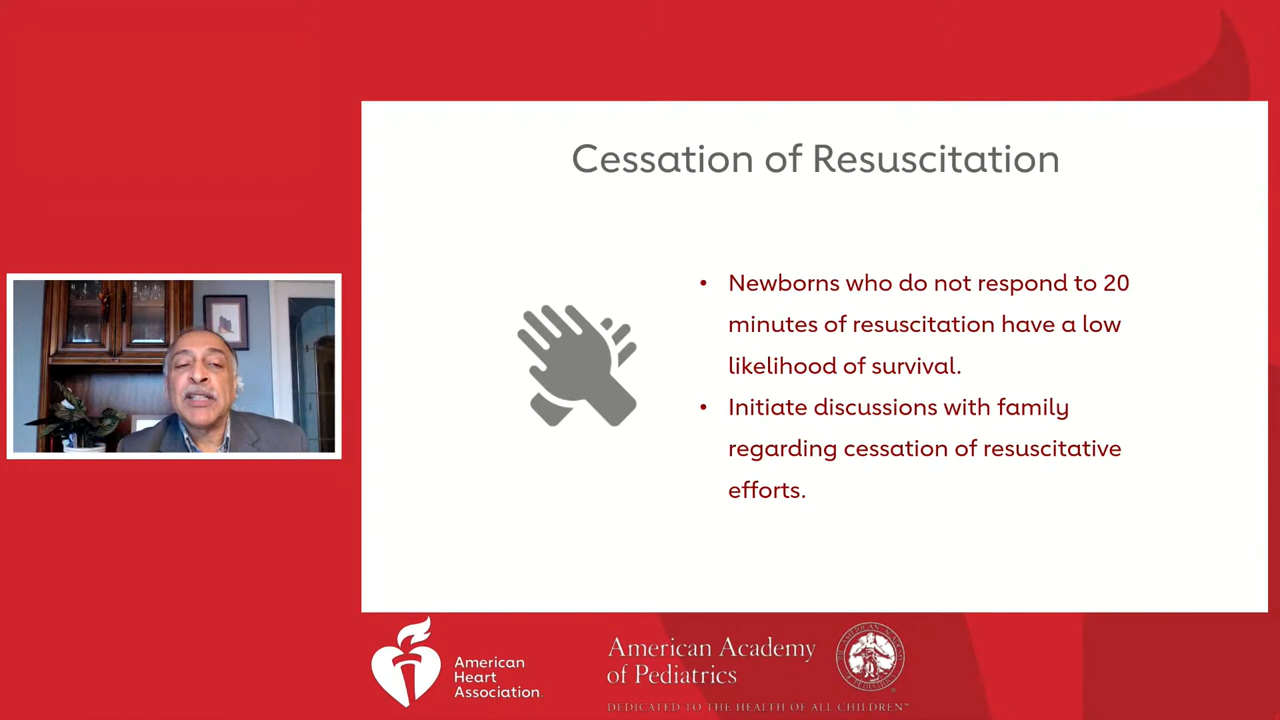 Cessation of Resuscitation
• Newborns who do not respond to 20
minutes of resuscitation have a low
likelihood of survival.
• Initiate discussions with family
regarding cessation of resuscitative
efforts.
American
Heart
Association
American Academy
of Pediatrics
DEDICATED TO THE HEALTH OF ALL CHILDREN™